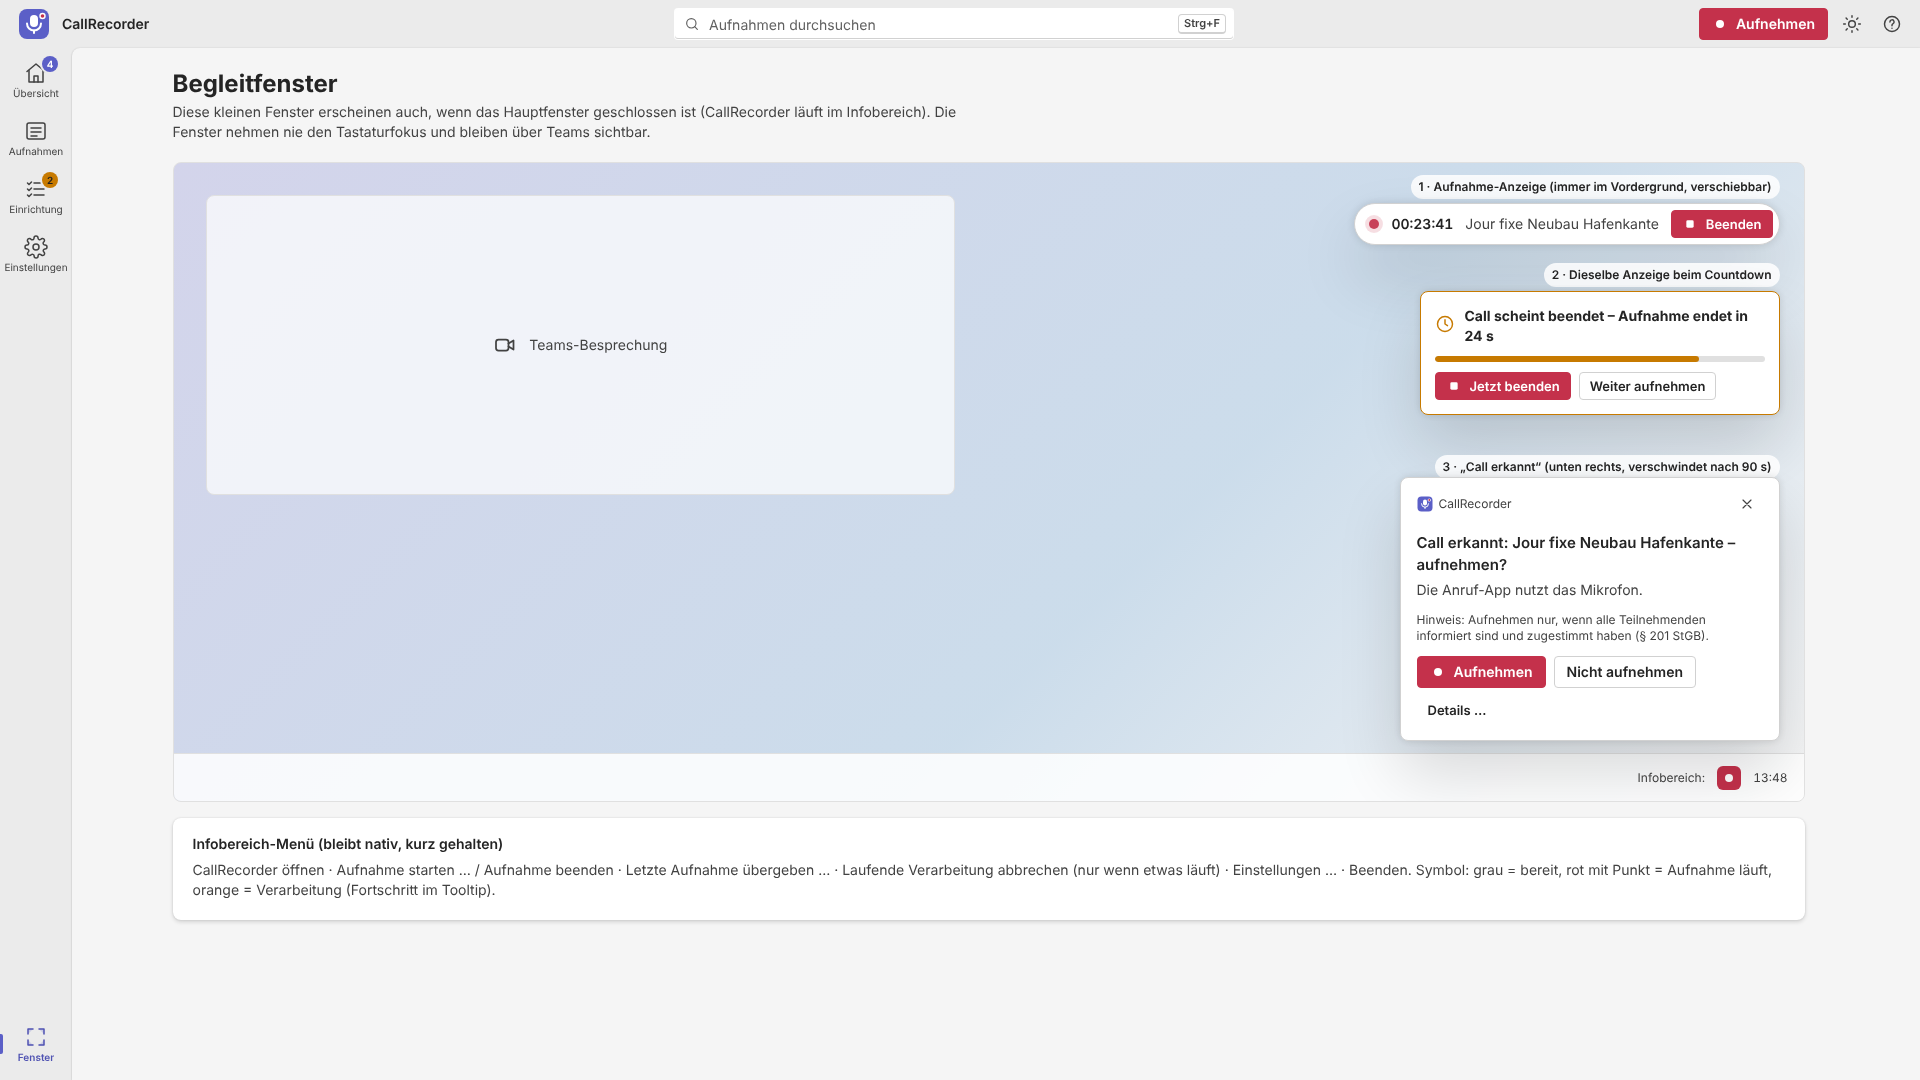 CallRecorder
Aufnahmen durchsuchen
Strg+F
Aufnehmen
4
Übersicht
Aufnahmen
2
Einrichtung
Einstellungen
Fenster
Begleitfenster
Diese kleinen Fenster erscheinen auch, wenn das Hauptfenster geschlossen ist (CallRecorder läuft im Infobereich). Die
Fenster nehmen nie den Tastaturfokus und bleiben über Teams sichtbar.
Teams-Besprechung
1 · Aufnahme-Anzeige (immer im Vordergrund, verschiebbar)
00:23:41 Jour fixe Neubau Hafenkante Beenden
2 · Dieselbe Anzeige beim Countdown
Call scheint beendet – Aufnahme endet in
24 s
Jetzt beenden Weiter aufnehmen
3 · „Call erkannt“ (unten rechts, verschwindet nach 90 s)
CallRecorder
Call erkannt: Jour fixe Neubau Hafenkante –
aufnehmen?
Die Anruf-App nutzt das Mikrofon.
Hinweis: Aufnehmen nur, wenn alle Teilnehmenden
informiert sind und zugestimmt haben (§ 201 StGB).
Aufnehmen Nicht aufnehmen
Details ...
Infobereich: 13:48
Infobereich-Menü (bleibt nativ, kurz gehalten)
CallRecorder öffnen · Aufnahme starten ... / Aufnahme beenden · Letzte Aufnahme übergeben ... · Laufende Verarbeitung abbrechen (nur wenn etwas läuft) · Einstellungen ... · Beenden. Symbol: grau = bereit, rot mit Punkt = Aufnahme läuft,
orange = Verarbeitung (Fortschritt im Tooltip).